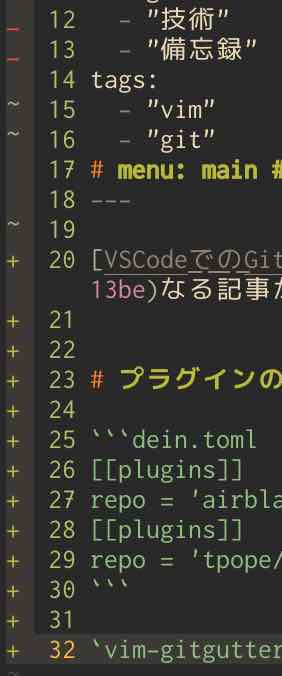 12 - "技術"
_ 13 - "備忘録"
_ 14 tags:
~ 15 - "vim"
~ 16 - "git"
17 # menu: main #
18 ---
~ 19
+ 20 [VSCodeでのGit
13be)なる記事が
+ 21
+ 22
+ 23 # プラグインの
+ 24
+ 25 ```dein.toml
+ 26 [[plugins]]
+ 27 repo = 'airbla
+ 28 [[plugins]]
+ 29 repo = 'tpope/
+ 30 ```
+ 31
+ 32 `vim-gitgutter
~